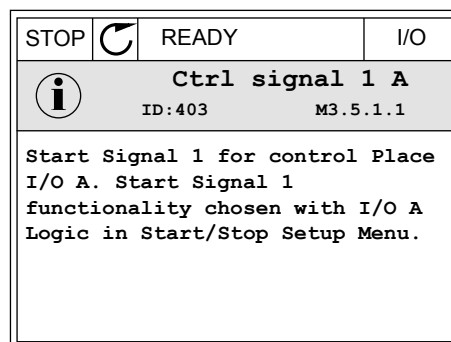 STOP READY I/O
Ctrl signal 1 A
ID:403 M3.5.1.1
Start Signal 1 for control Place
I/O A. Start Signal 1
functionality chosen with I/O A
Logic in Start/Stop Setup Menu.